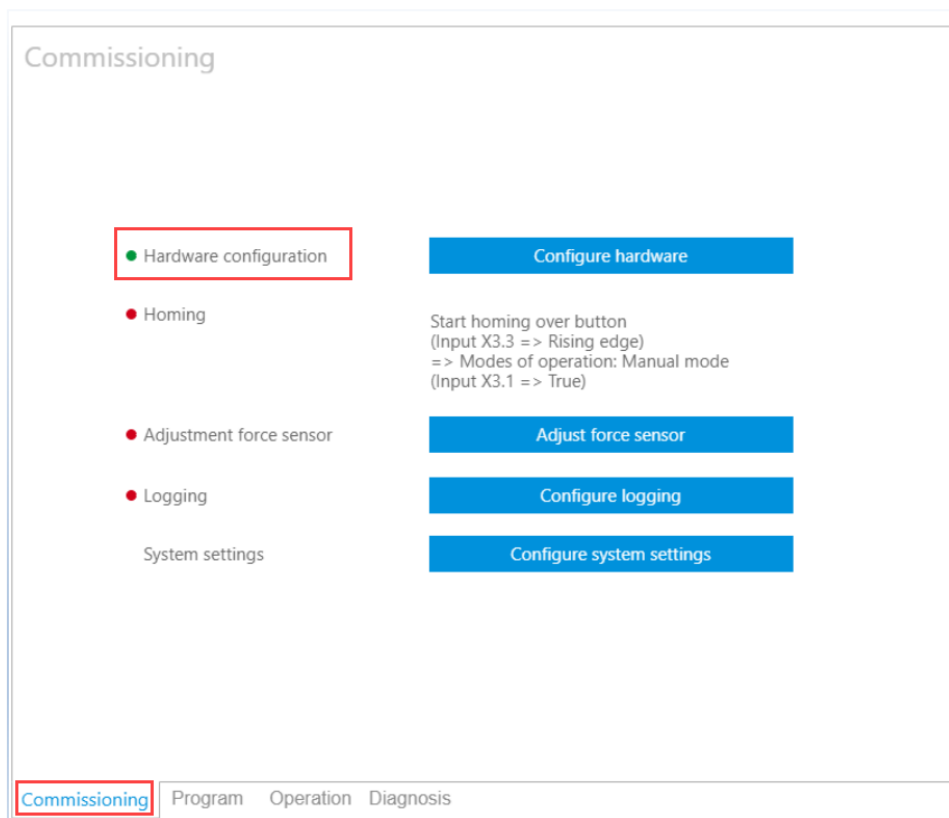 Commissioning
Hardware configuration
Configure hardware
Homing
Start homing over button
(Input X3.3 => Rising edge)
=> Modes of operation: Manual mode
(Input X3.1 => True)
Adjustment force sensor
Adjust force sensor
Logging
Configure logging
System settings
Configure system settings
Commissioning
Program
Operation
Diagnosis